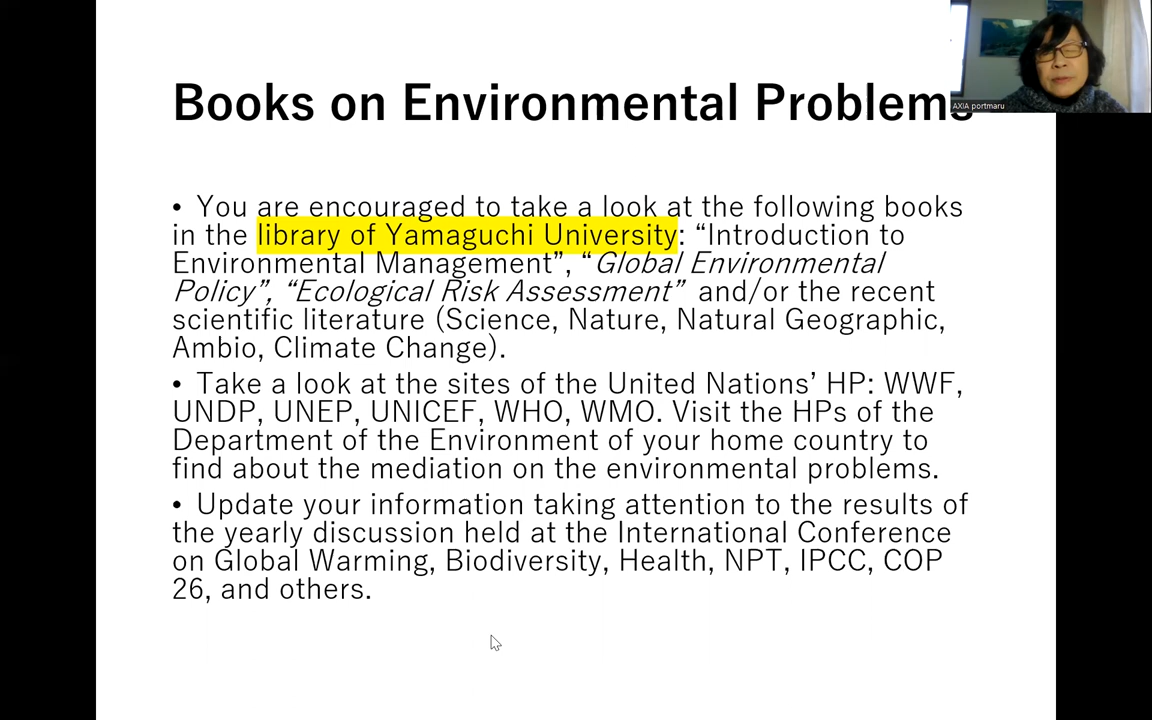 Books on Environmental Problems
AXIA portmaru
• You are encouraged to take a look at the following books
in the library of Yamaguchi University: “Introduction to
Environmental Management”, “Global Environmental
Policy”, “Ecological Risk Assessment” and/or the recent
scientific literature (Science, Nature, Natural Geographic,
Ambio, Climate Change).
• Take a look at the sites of the United Nations’ HP: WWF,
UNDP, UNEP, UNICEF, WHO, WMO. Visit the HPs of the
Department of the Environment of your home country to
find about the mediation on the environmental problems.
• Update your information taking attention to the results of
the yearly discussion held at the International Conference
on Global Warming, Biodiversity, Health, NPT, IPCC, COP
26, and others.